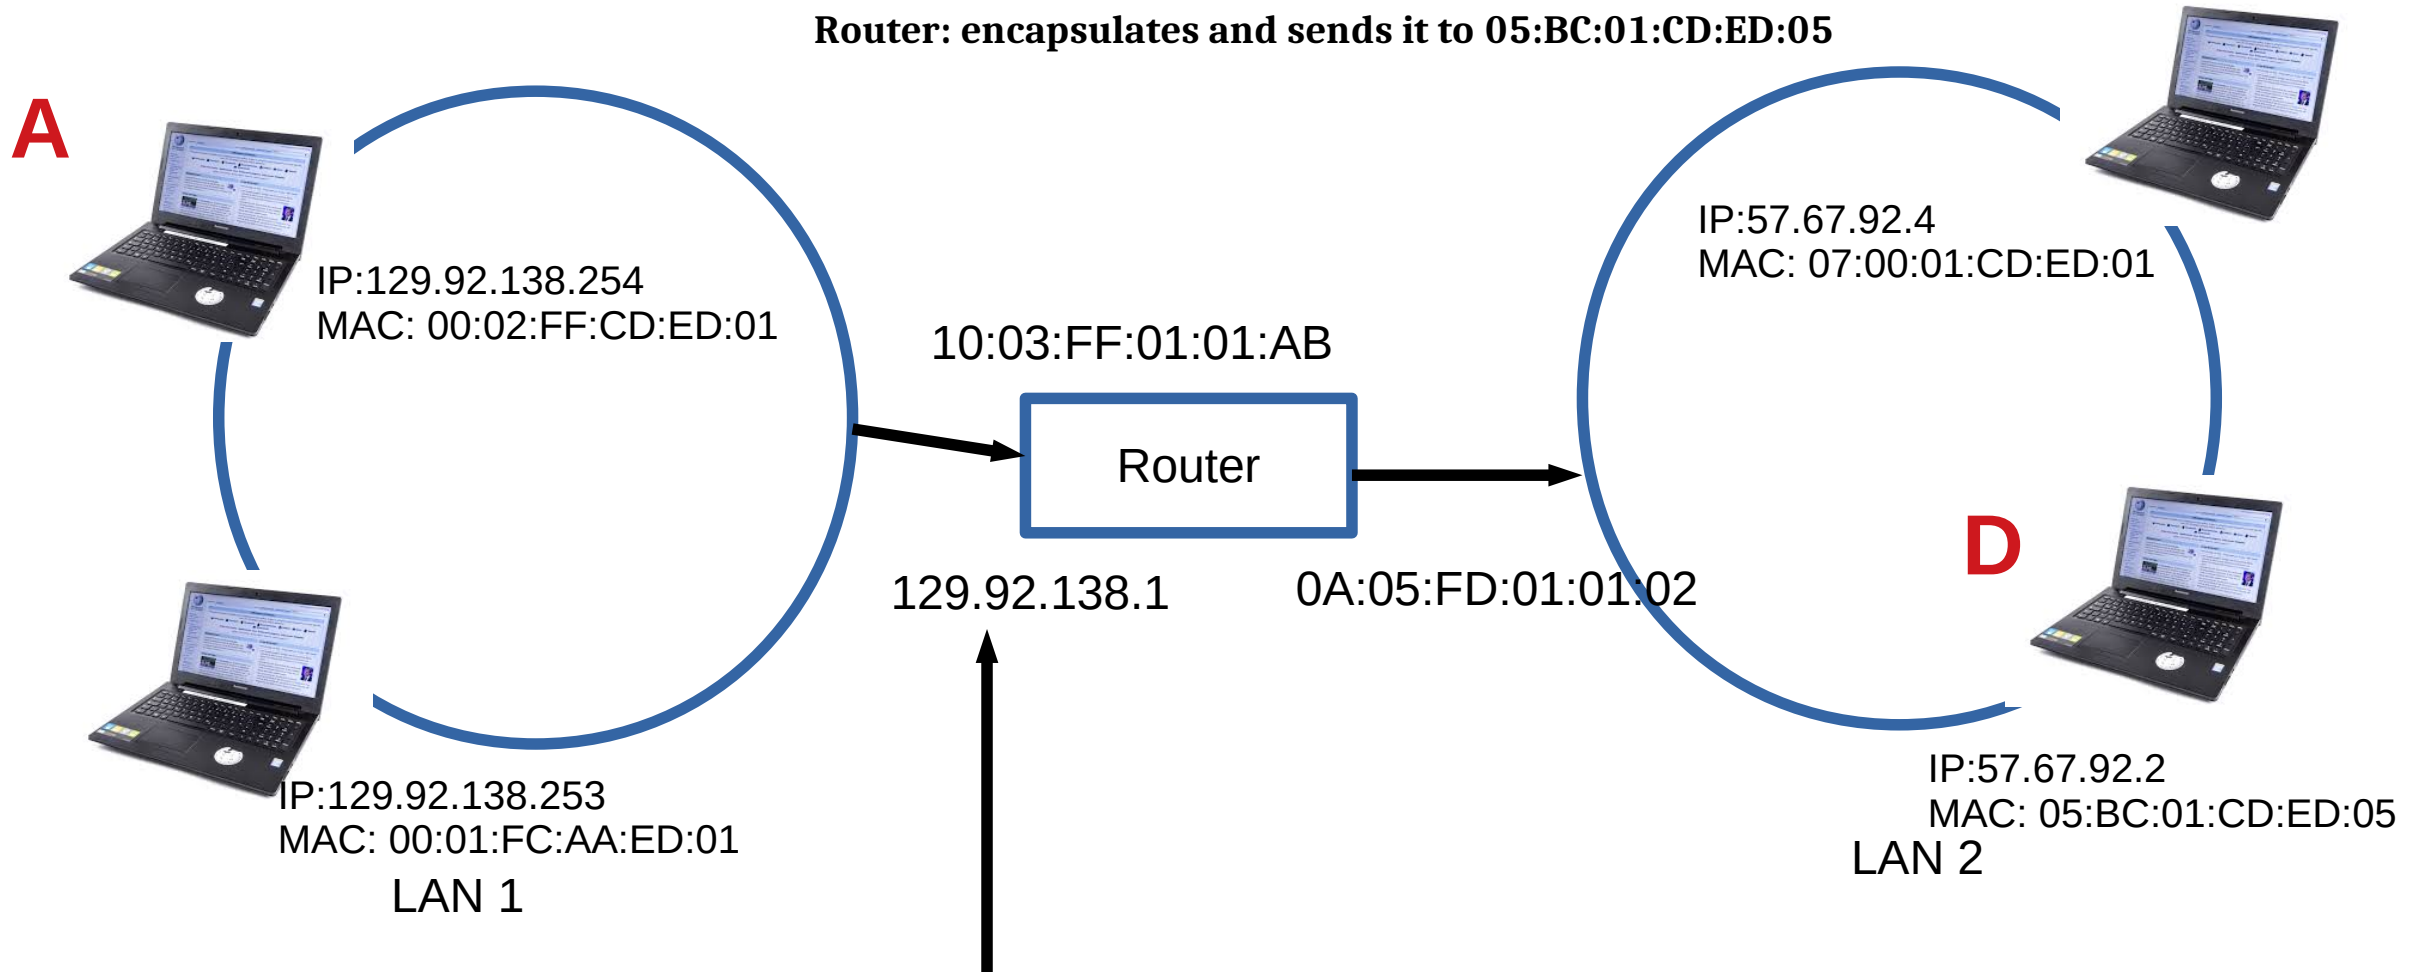 Router: encapsulates and sends it to 05:BC:01:CD:ED:05
A
IP:129.92.138.254
MAC: 00:02:FF:CD:ED:01
IP:57.67.92.4
MAC: 07:00:01:CD:ED:01
10:03:FF:01:01:AB
Router
129.92.138.1
0A:05:FD:01:01:02
D
IP:129.92.138.253
MAC: 00:01:FC:AA:ED:01
LAN 1
IP:57.67.92.2
MAC: 05:BC:01:CD:ED:05
LAN 2